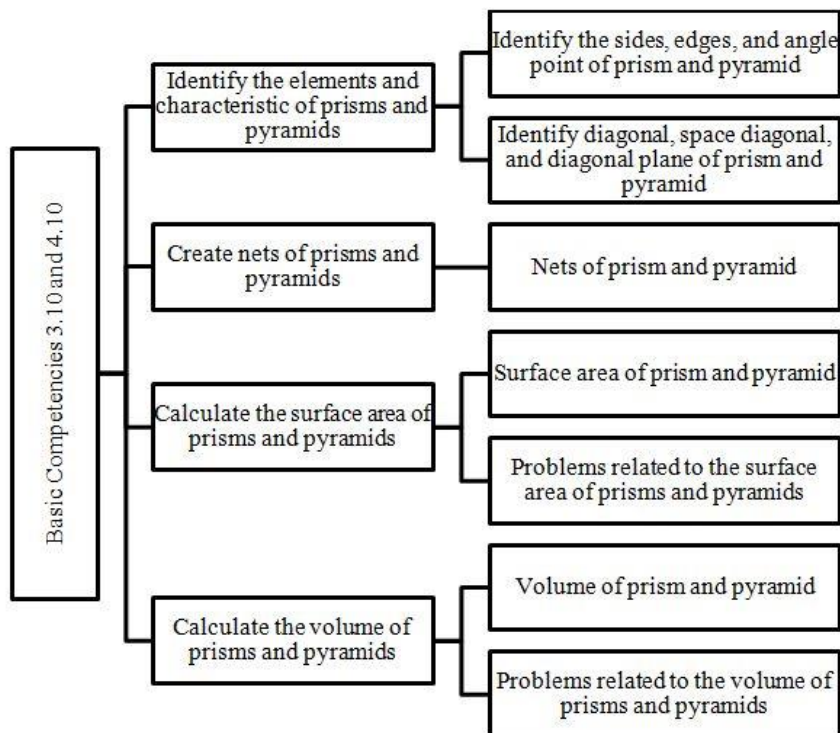 Basic Competencies 3.10 and 4.10
Identify the elements and
characteristic of prisms and
pyramids
Identify the sides, edges, and angle
point of prism and pyramid
Identify diagonal, space diagonal,
and diagonal plane of prism and
pyramid
Create nets of prisms and
pyramids
Nets of prism and pyramid
Calculate the surface area of
prisms and pyramids
Surface area of prism and pyramid
Problems related to the surface
area of prisms and pyramids
Calculate the volume of
prisms and pyramids
Volume of prism and pyramid
Problems related to the volume of
prisms and pyramids